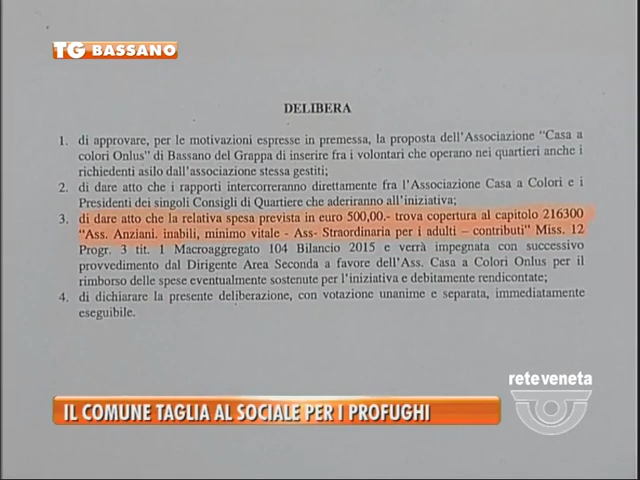 TG BASSANO
DELIBERA
1. di approvare, per le motivazioni espresse in premessa, la proposta dell'Associazione "Casa a
colori Onlus" di Bassano del Grappa di inserire fra i volontari che operano nei quartieri anche i
richiedenti asilo dall'associazione stessa gestiti;
2. di dare atto che i rapporti intercorreranno direttamente fra l'Associazione Casa a Colori e i
Presidenti dei singoli Consigli di Quartiere che aderiranno all'iniziativa;
3. di dare atto che la relativa spesa prevista in euro 500,00.- trova copertura al capitolo 216300
"Ass. Anziani. inabili, minimo vitale - Ass- Straordinaria per i adulti – contributi" Miss. 12
Progr. 3 tit. 1 Macroaggregato 104 Bilancio 2015 e verrà impegnata con successivo
provvedimento dal Dirigente Area Seconda a favore dell'Ass. Casa a Colori Onlus per il
rimborso delle spese eventualmente sostenute per l'iniziativa e debitamente rendicontate;
4. di dichiarare la presente deliberazione, con votazione unanime e separata, immediatamente
eseguibile.
reteveneta
IL COMUNE TAGLIA AL SOCIALE PER I PROFUGHI